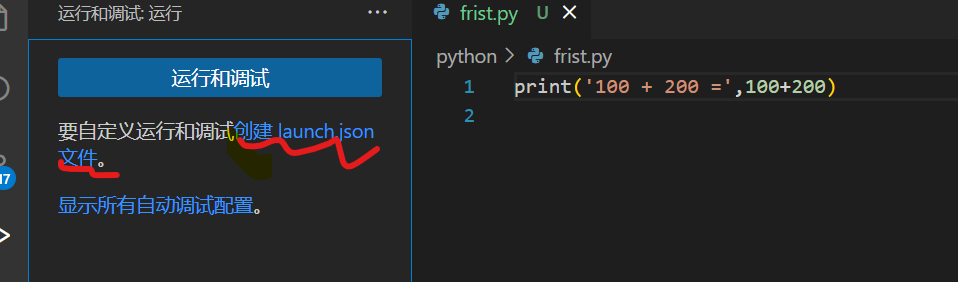 运行和调试: 运行
运行和调试
要自定义运行和调试创建 launch.json
文件。
显示所有自动调试配置。
17
frist.py U
python > frist.py
1 print('100 + 200 =',100+200)
2